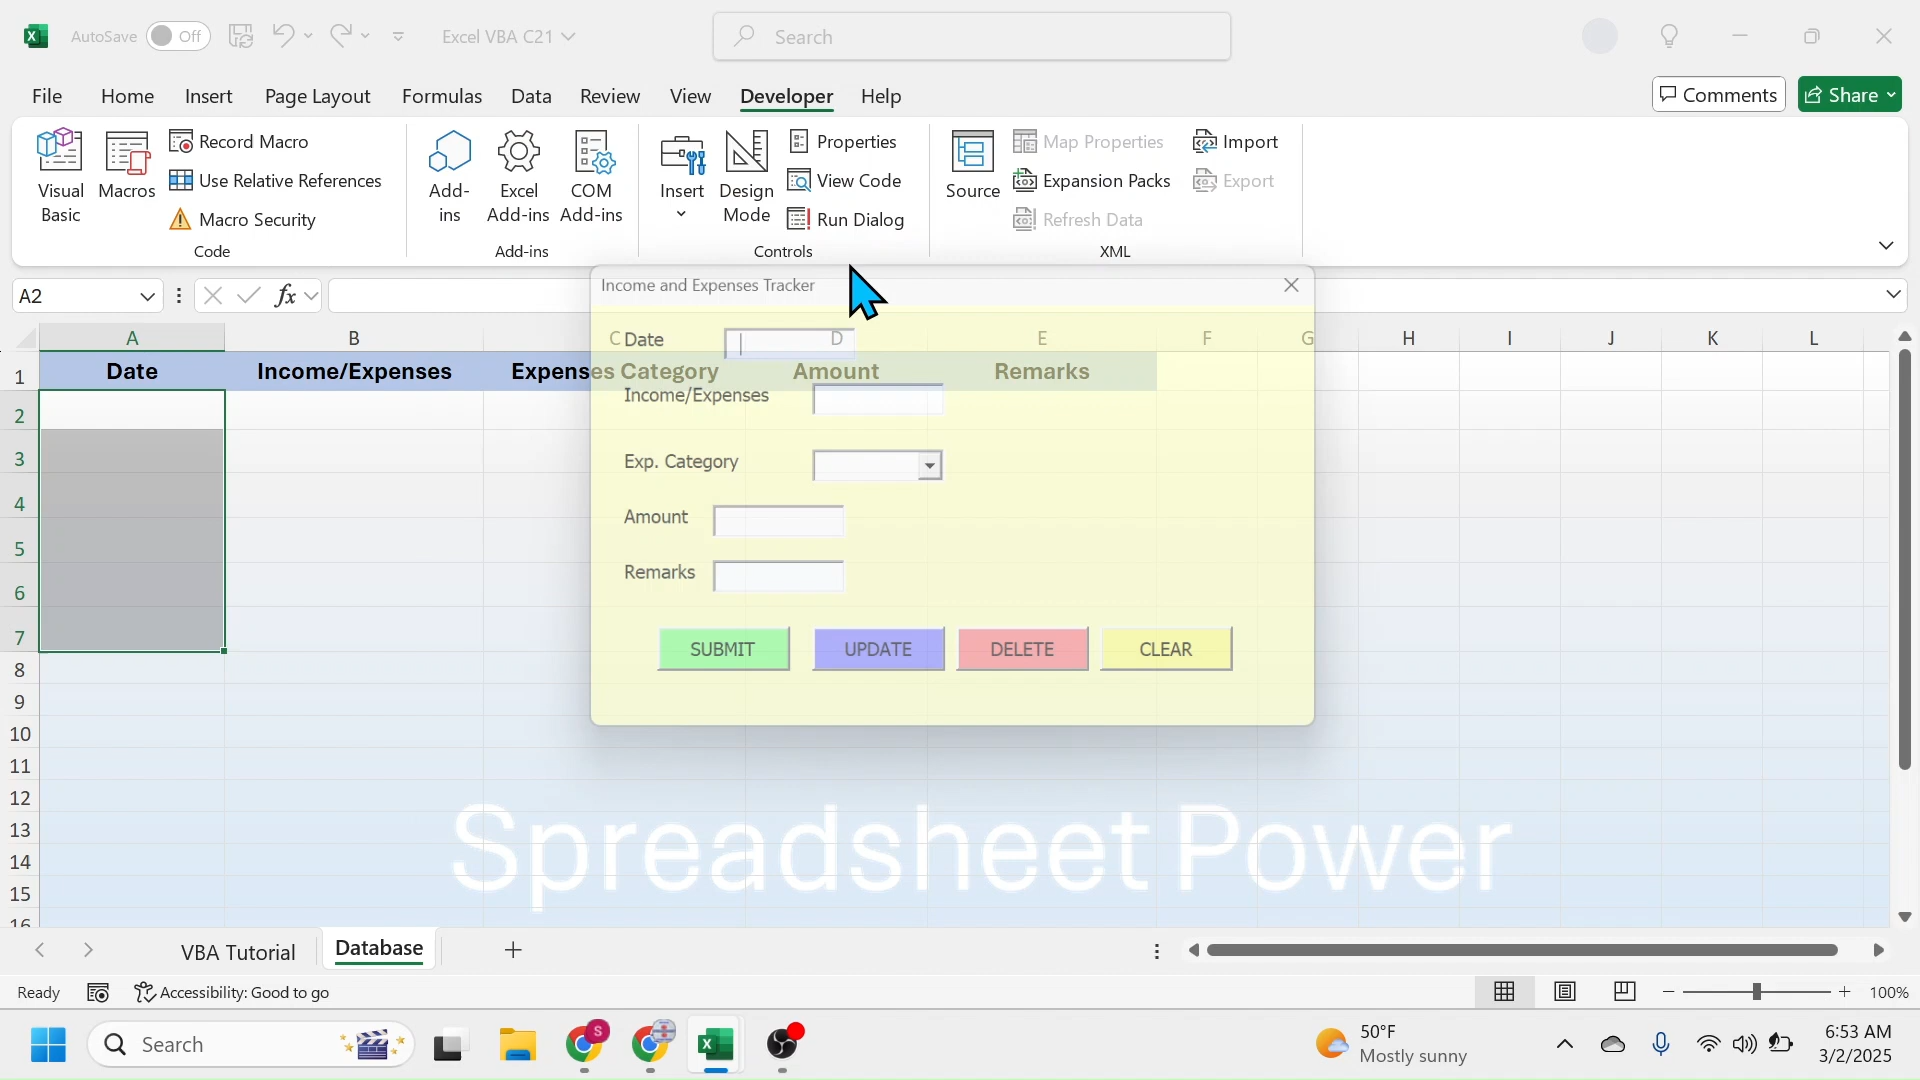 AutoSave Off Excel VBA C21 Search
File Home Insert Page Layout Formulas Data Review View Developer Help Comments Share
Visual Basic
Macros
Record Macro
Use Relative References
Macro Security
Code
Add-ins
Excel Add-ins
COM Add-ins
Add-ins
Insert
Design Mode
Properties
View Code
Run Dialog
Controls
Source
Map Properties
Expansion Packs
Refresh Data
Import
Export
XML
A2 fx
Income and Expenses Tracker
A B C D E F G H I J K L
1 Date Income/Expenses Expenses Category Amount Remarks
2
3
4
5
6
7
8
9
10
11
12
13
14
15
16
Date
Income/Expenses
Exp. Category
Amount
Remarks
SUBMIT UPDATE DELETE CLEAR
Spreadsheet Power
VBA Tutorial Database
Ready Accessibility: Good to go 100%
Search S 50°F 6:53 AM
Mostly sunny 3/2/2025